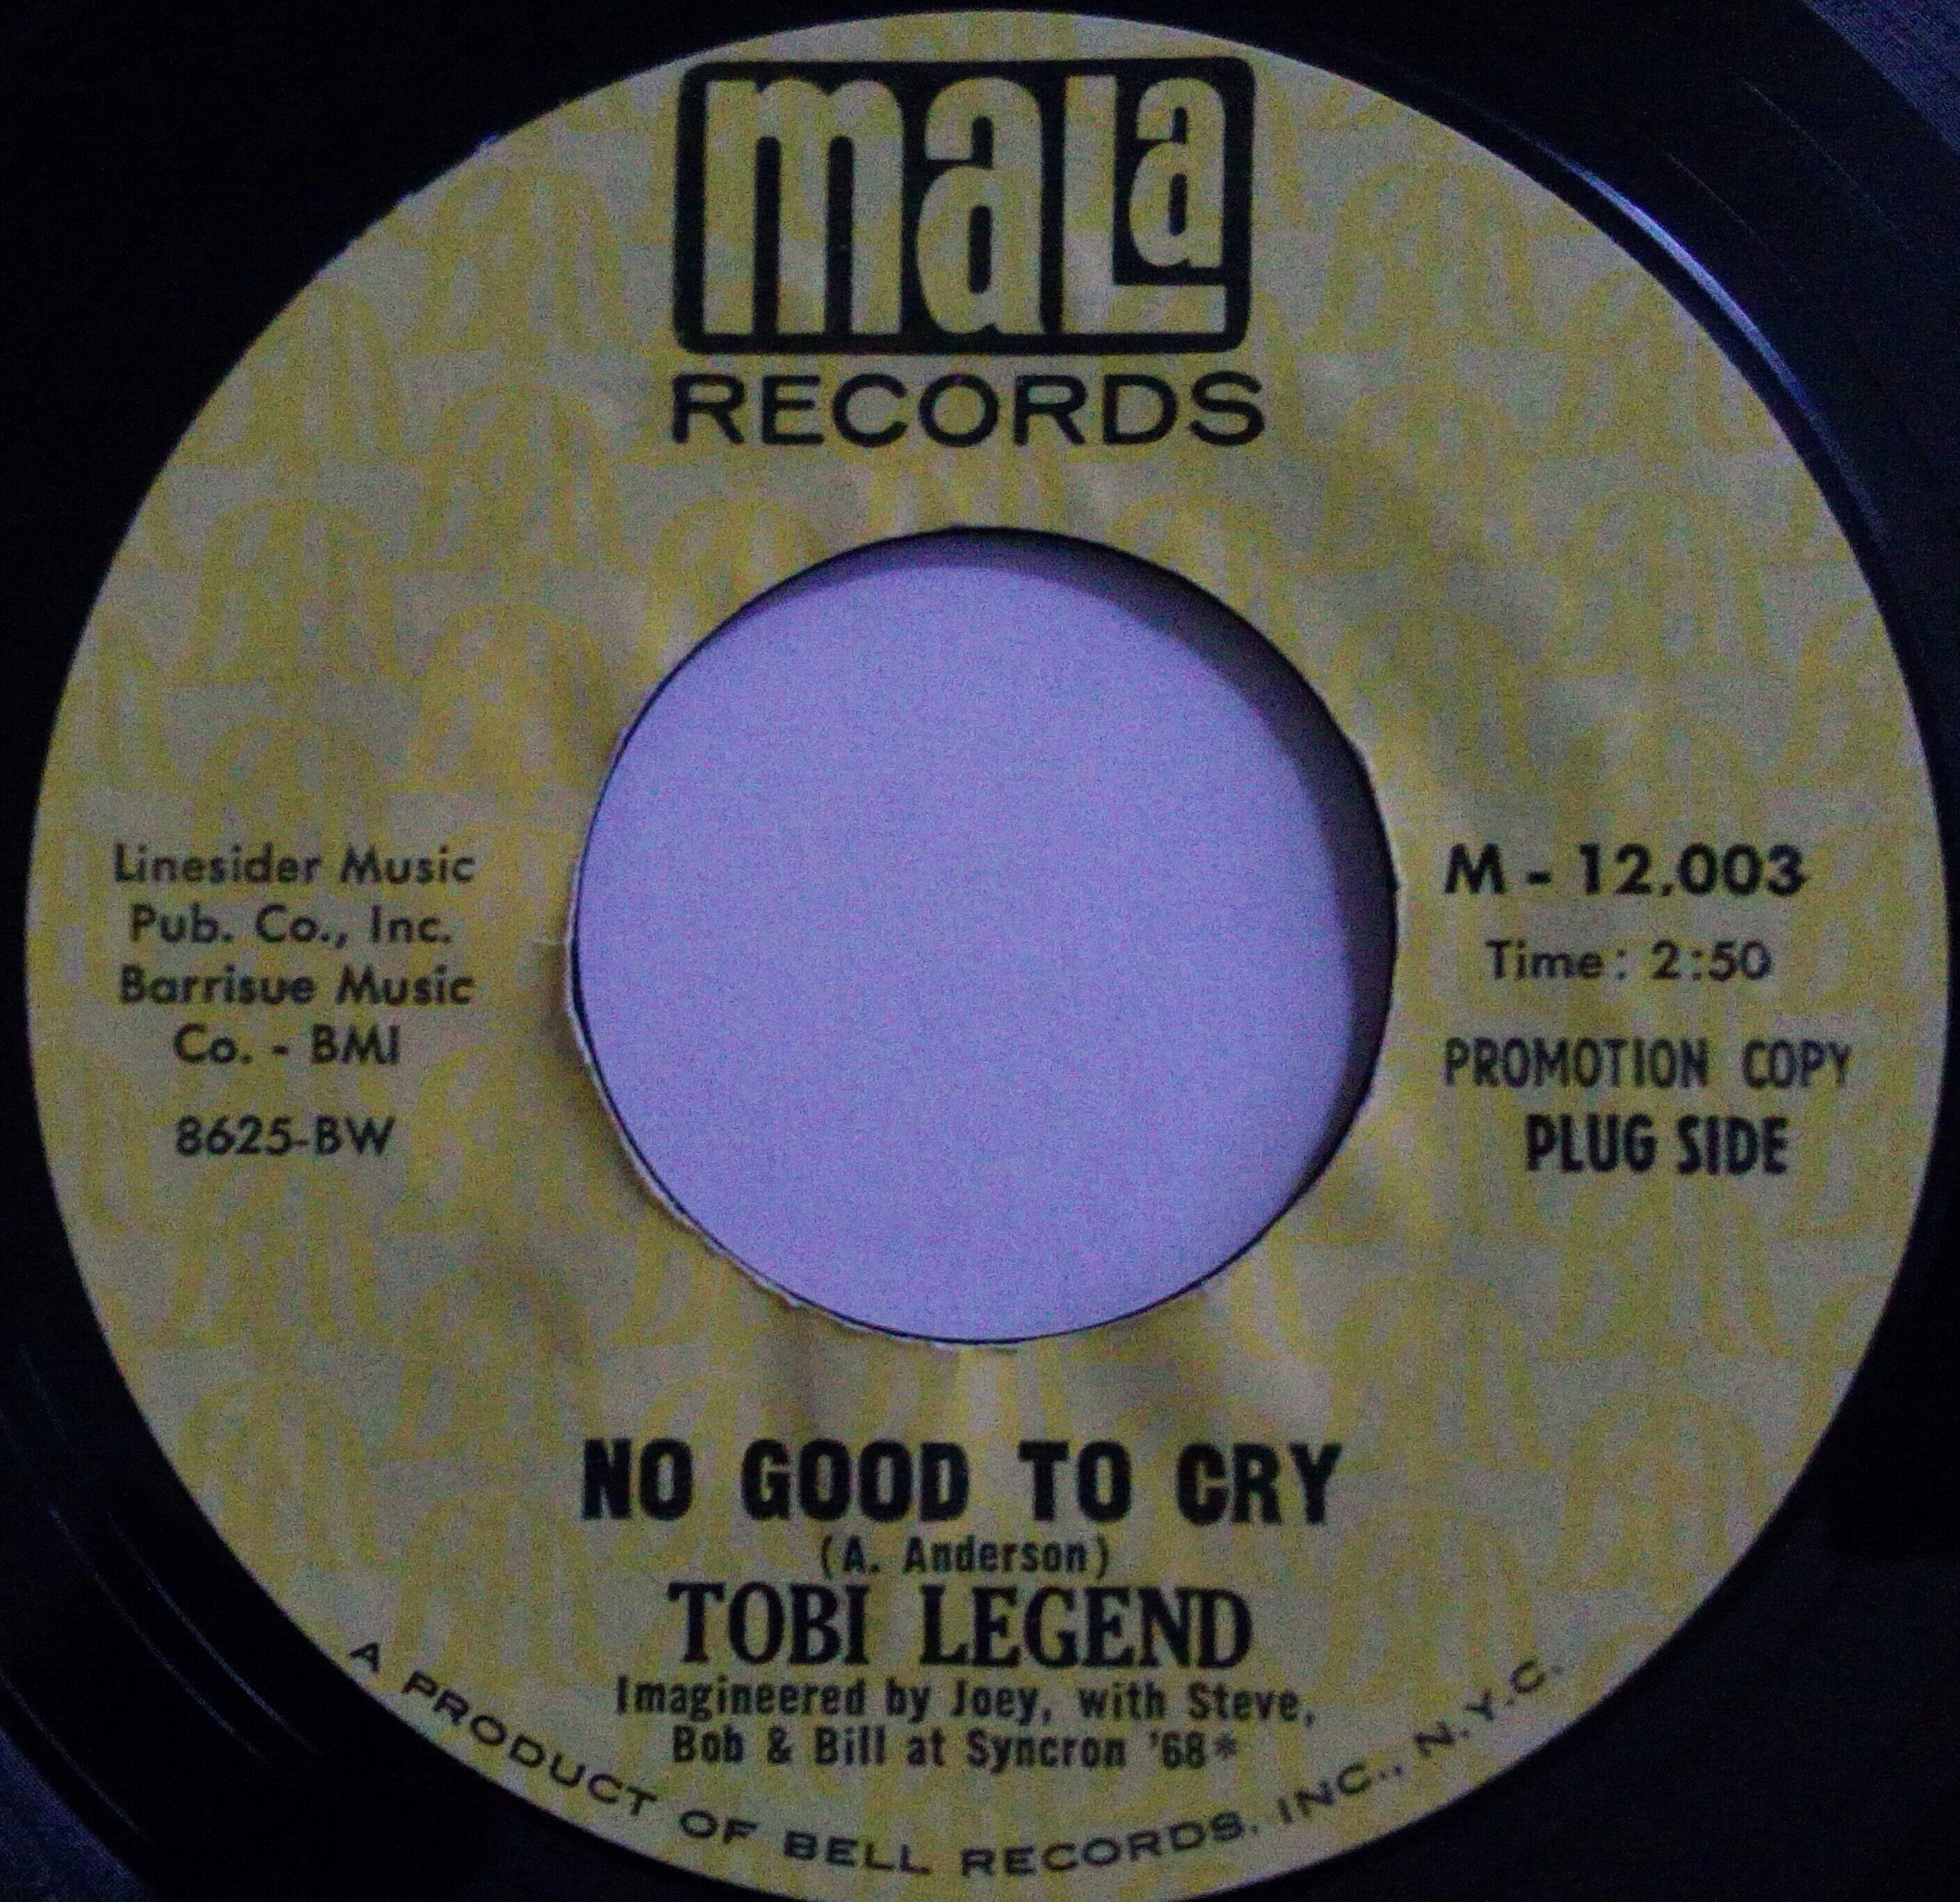 mala
RECORDS
Linesider Music
Pub. Co., Inc.
Barrisue Music
Co. - BMI
8625-BW
M - 12,003
Time: 2:50
PROMOTION COPY
PLUG SIDE
NO GOOD TO CRY
(A. Anderson)
TOBI LEGEND
Imagineered by Joey, with Steve,
Bob & Bill at Syncron '68*
A PRODUCT OF BELL RECORDS, INC., N.Y.C.